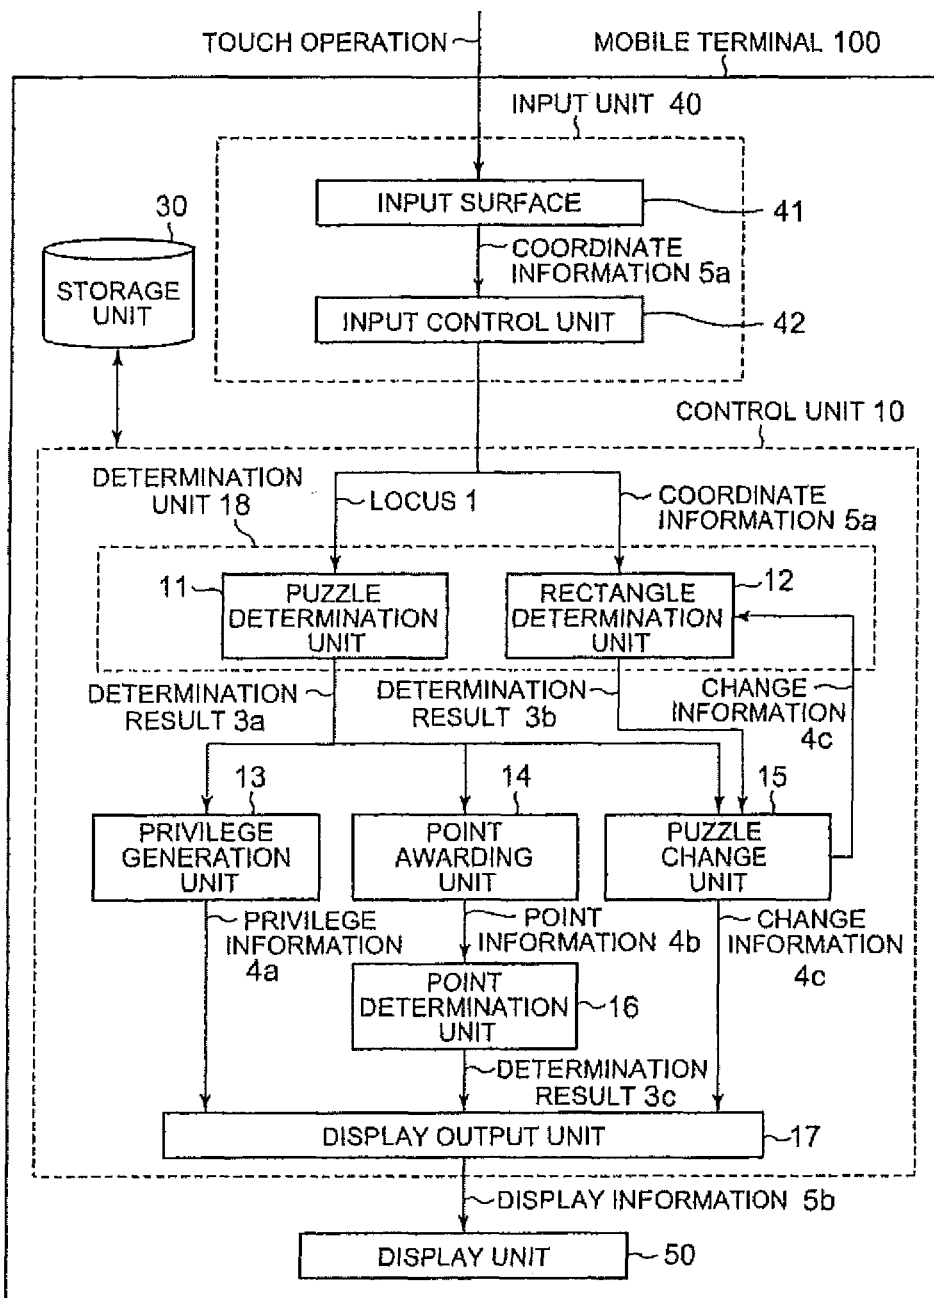 TOUCH OPERATION
MOBILE TERMINAL 100
INPUT UNIT 40
INPUT SURFACE
41
30
COORDINATE
INFORMATION 5a
STORAGE
UNIT
INPUT CONTROL UNIT
42
CONTROL UNIT 10
DETERMINATION
UNIT 18
LOCUS 1
COORDINATE
INFORMATION 5a
11
PUZZLE
DETERMINATION
UNIT
12
RECTANGLE
DETERMINATION
UNIT
DETERMINATION
RESULT 3a
DETERMINATION
RESULT 3b
CHANGE
INFORMATION
4c
13
PRIVILEGE
GENERATION
UNIT
14
POINT
AWARDING
UNIT
15
PUZZLE
CHANGE
UNIT
PRIVILEGE
INFORMATION
4a
POINT
INFORMATION 4b
CHANGE
INFORMATION
4c
POINT
DETERMINATION
UNIT
16
DETERMINATION
RESULT 3c
DISPLAY OUTPUT UNIT
17
DISPLAY INFORMATION 5b
DISPLAY UNIT
50